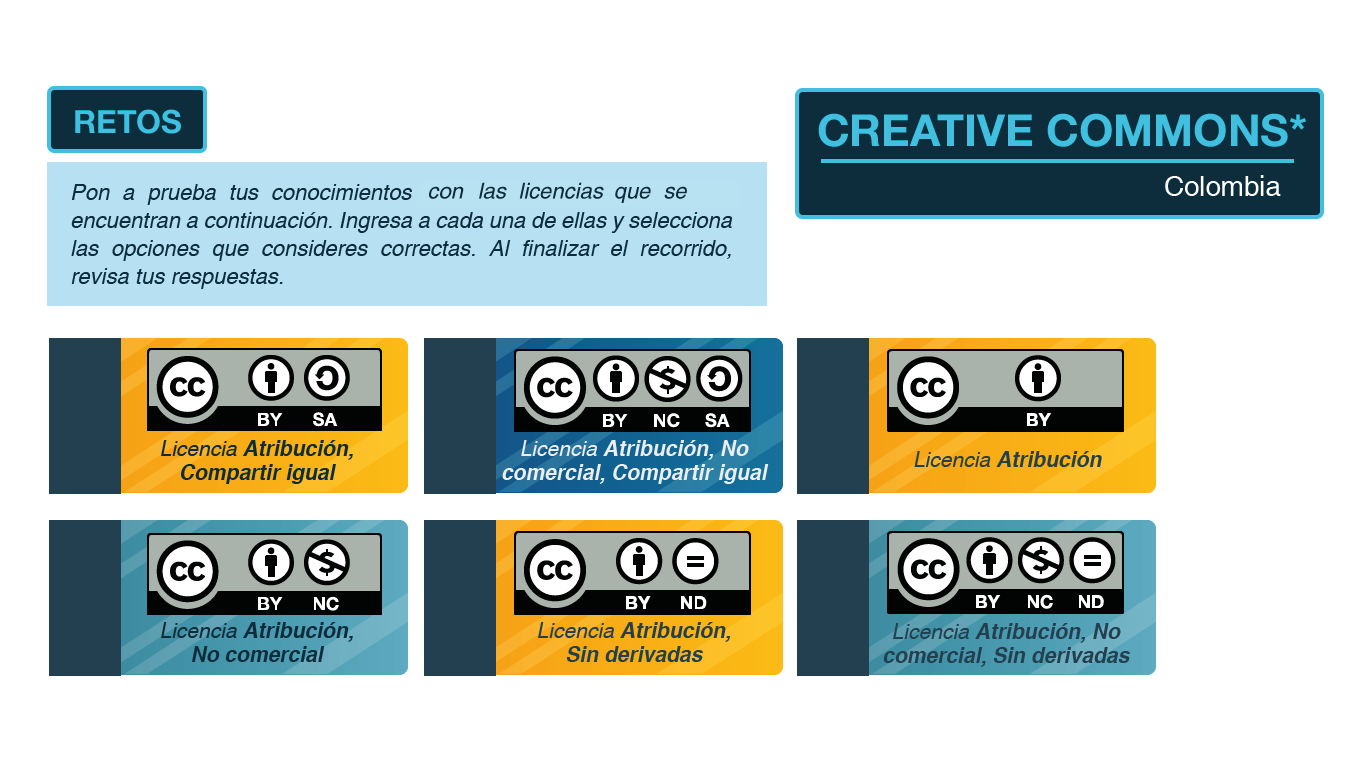 RETOS
CREATIVE COMMONS*
Colombia
Pon a prueba tus conocimientos con las licencias que se
encuentran a continuación. Ingresa a cada una de ellas y selecciona
las opciones que consideres correctas. Al finalizar el recorrido,
revisa tus respuestas.
CC BY SA
Licencia Atribución,
Compartir igual
CC BY NC SA
Licencia Atribución, No
comercial, Compartir igual
CC BY
Licencia Atribución
CC BY NC
Licencia Atribución,
No comercial
CC BY ND
Licencia Atribución,
Sin derivadas
CC BY NC ND
Licencia Atribución, No
comercial, Sin derivadas